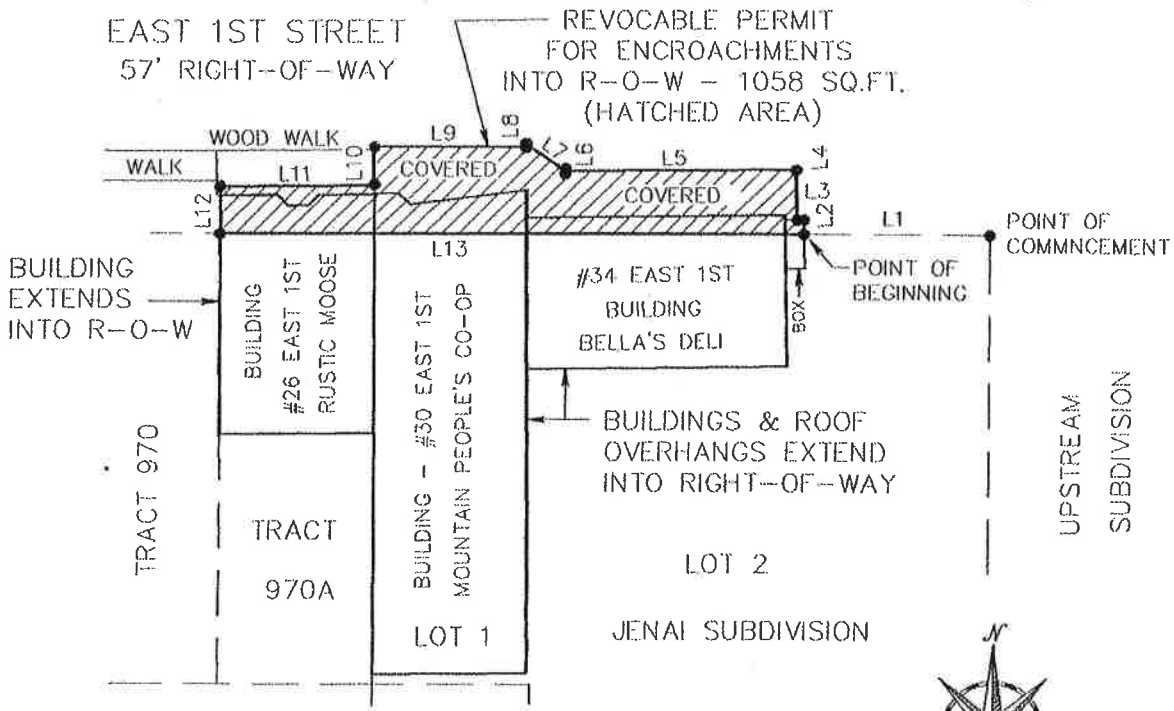 EAST 1ST STREET
57' RIGHT-OF-WAY
REVOCABLE PERMIT
FOR ENCROACHMENTS
INTO R-O-W - 1058 SQ.FT.
(HATCHED AREA)
WOOD WALK
WALK
L12
L11
L10
L9
COVERED
L8
L7
L6
L5
COVERED
L4
L3
L2
L1
POINT OF
COMMNCEMENT
L13
POINT OF
BEGINNING
BOX
BUILDING
EXTENDS
INTO R-O-W
BUILDING
#26 EAST 1ST
RUSTIC MOOSE
BUILDING - #30 EAST 1ST
MOUNTAIN PEOPLE'S CO-OP
#34 EAST 1ST
BUILDING
BELLA'S DELI
BUILDINGS & ROOF
OVERHANGS EXTEND
INTO RIGHT-OF-WAY
TRACT 970
TRACT
970A
LOT 1
LOT 2
JENAI SUBDIVISION
UPSTREAM
SUBDIVISION
N